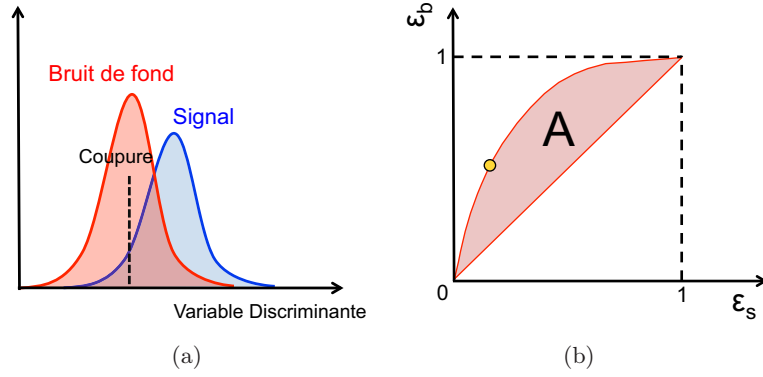 Bruit de fond
Signal
Coupure
Variable Discriminante
(a)
ε_b
1
A
0
1
ε_s
(b)